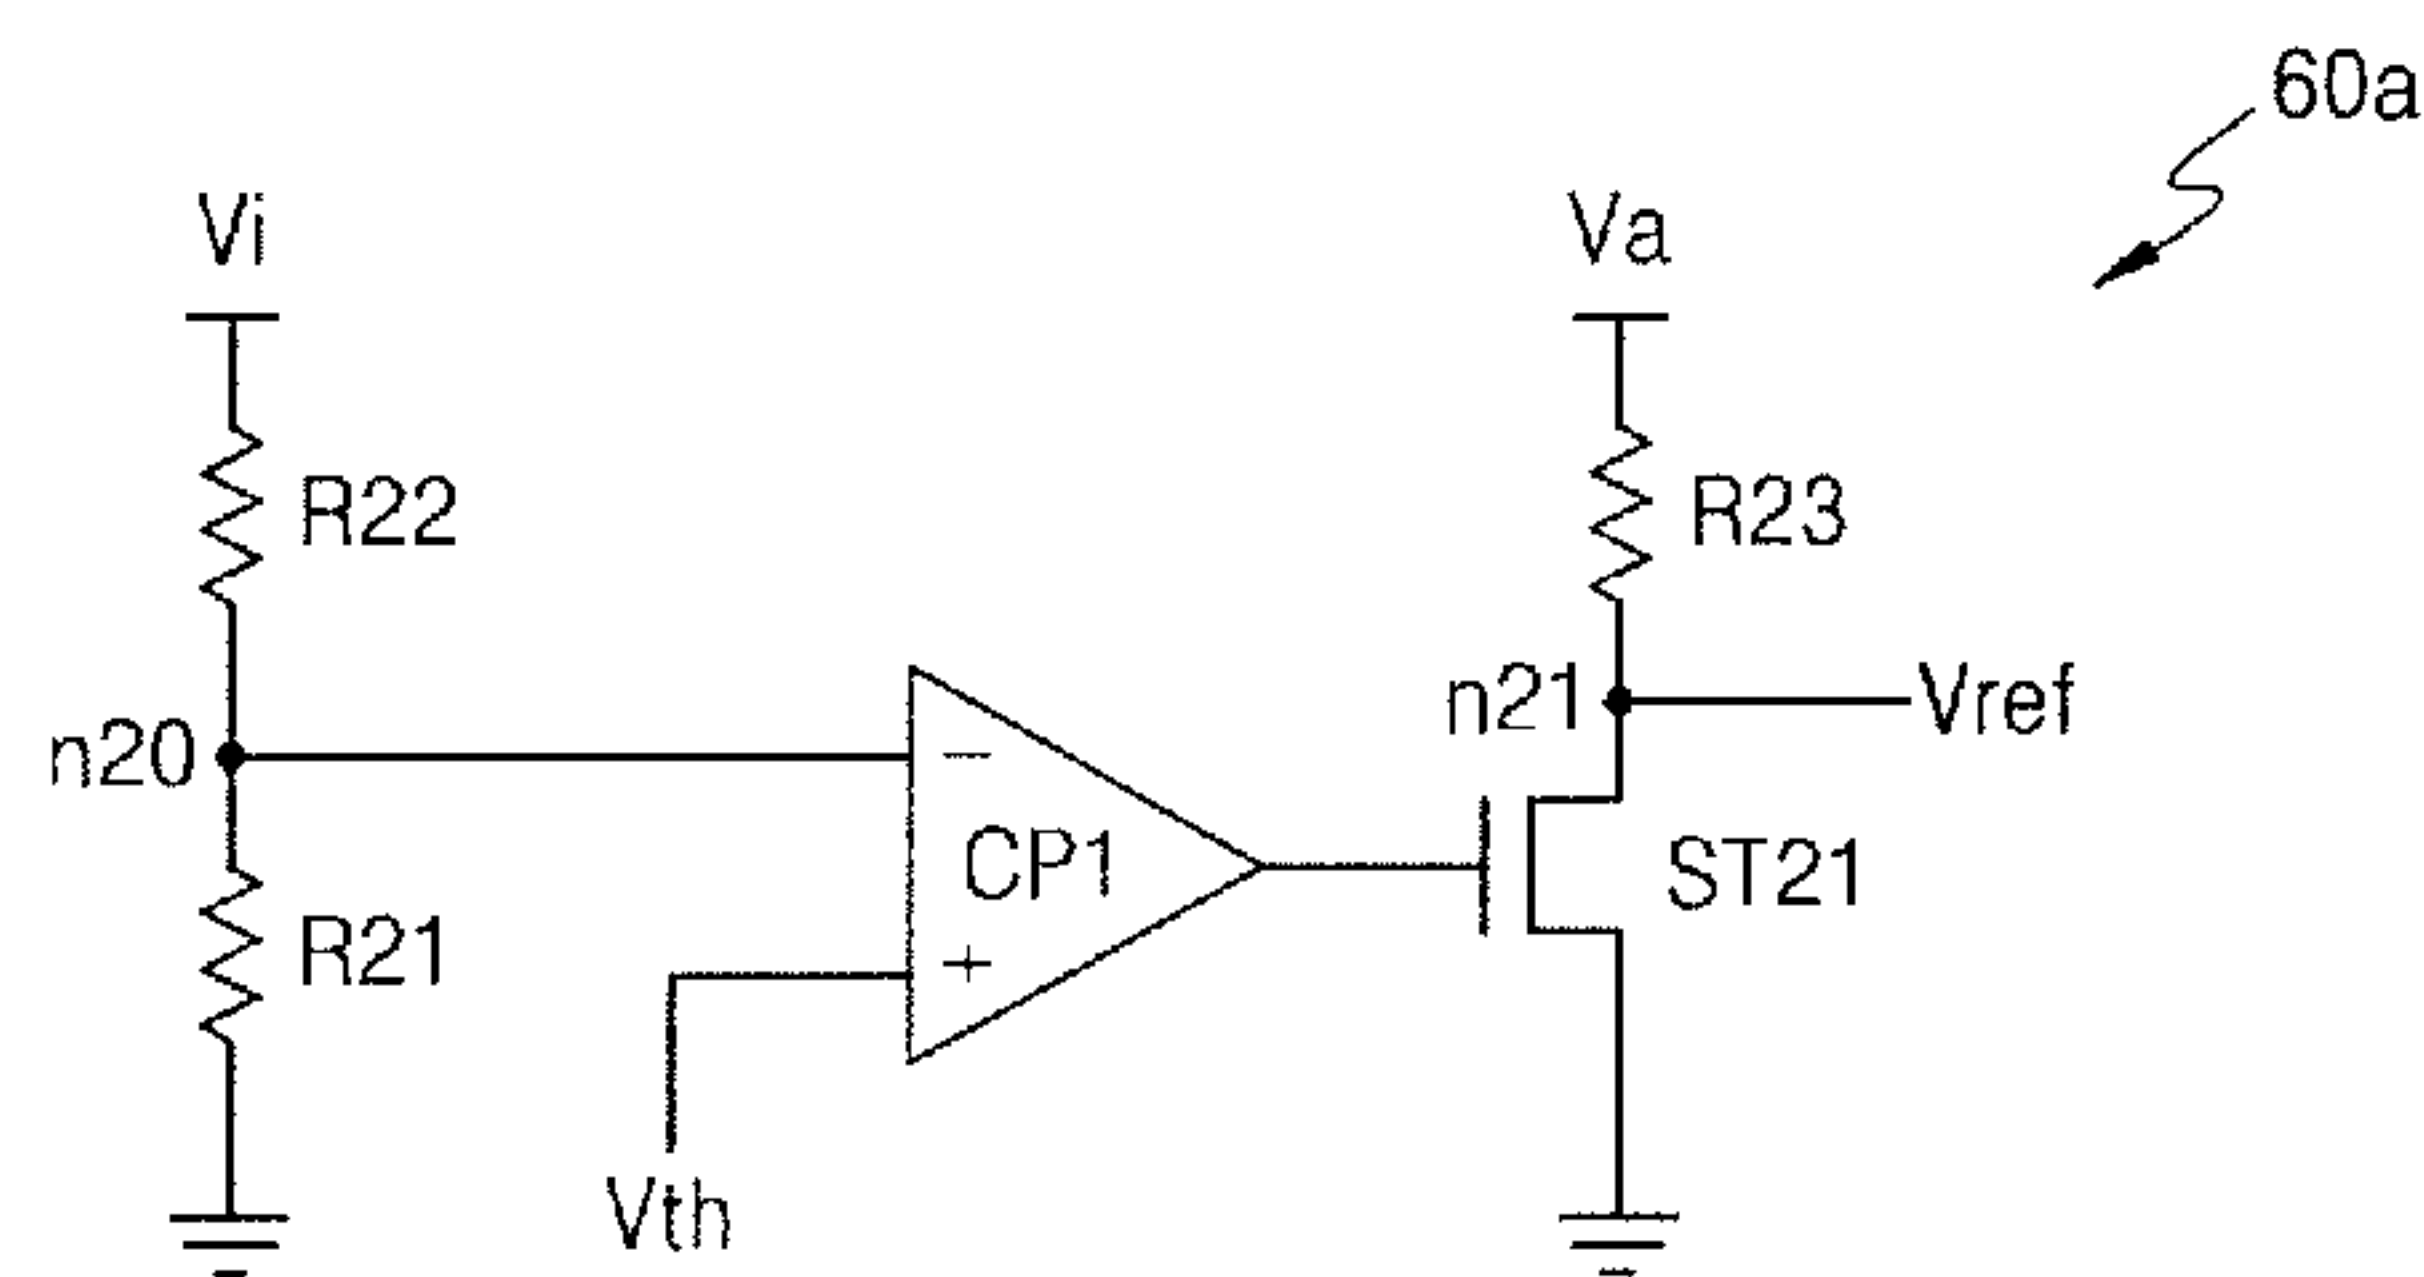 60a
Vi
Va
R22
R23
n21
Vref
n20
−
CP1
ST21
R21
+
Vth